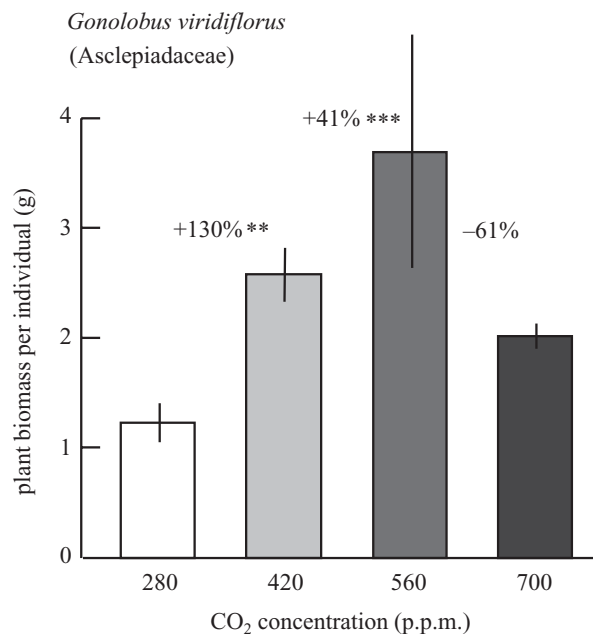 Gonolobus viridiflorus
(Asclepiadaceae)
4
+41% ***
3
+130% **
–61%
2
1
0
plant biomass per individual (g)
280 420 560 700
CO₂ concentration (p.p.m.)